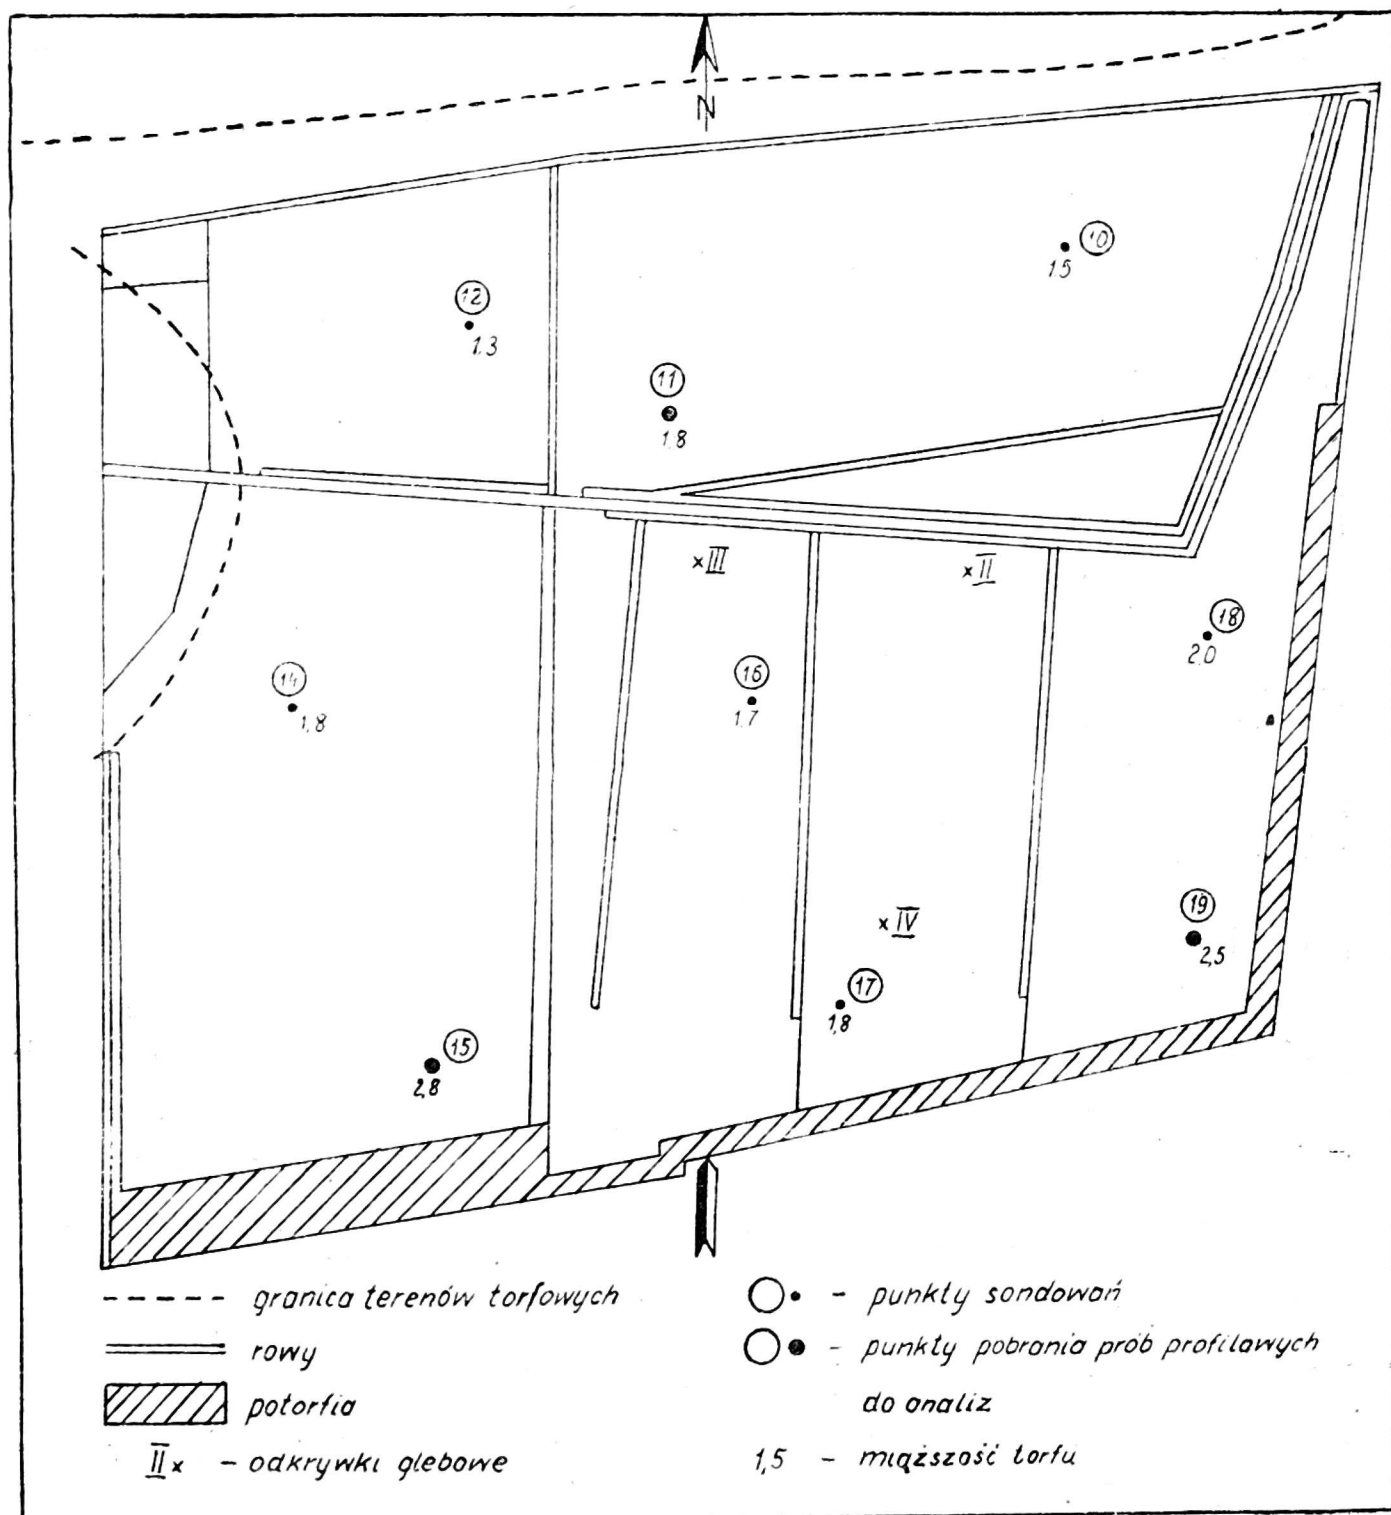 N
10
15
12
1.3
11
1,8
III
II
18
2.0
14
1,8
16
1,7
IV
19
2,5
17
1,8
15
2,8
granica terenów torfowych
rowy
potorfia
II x - odkrywki glebowe
- punkty sondowań
- punkty pobrania prób profilowych
do analiz
1,5 - miąższość torfu